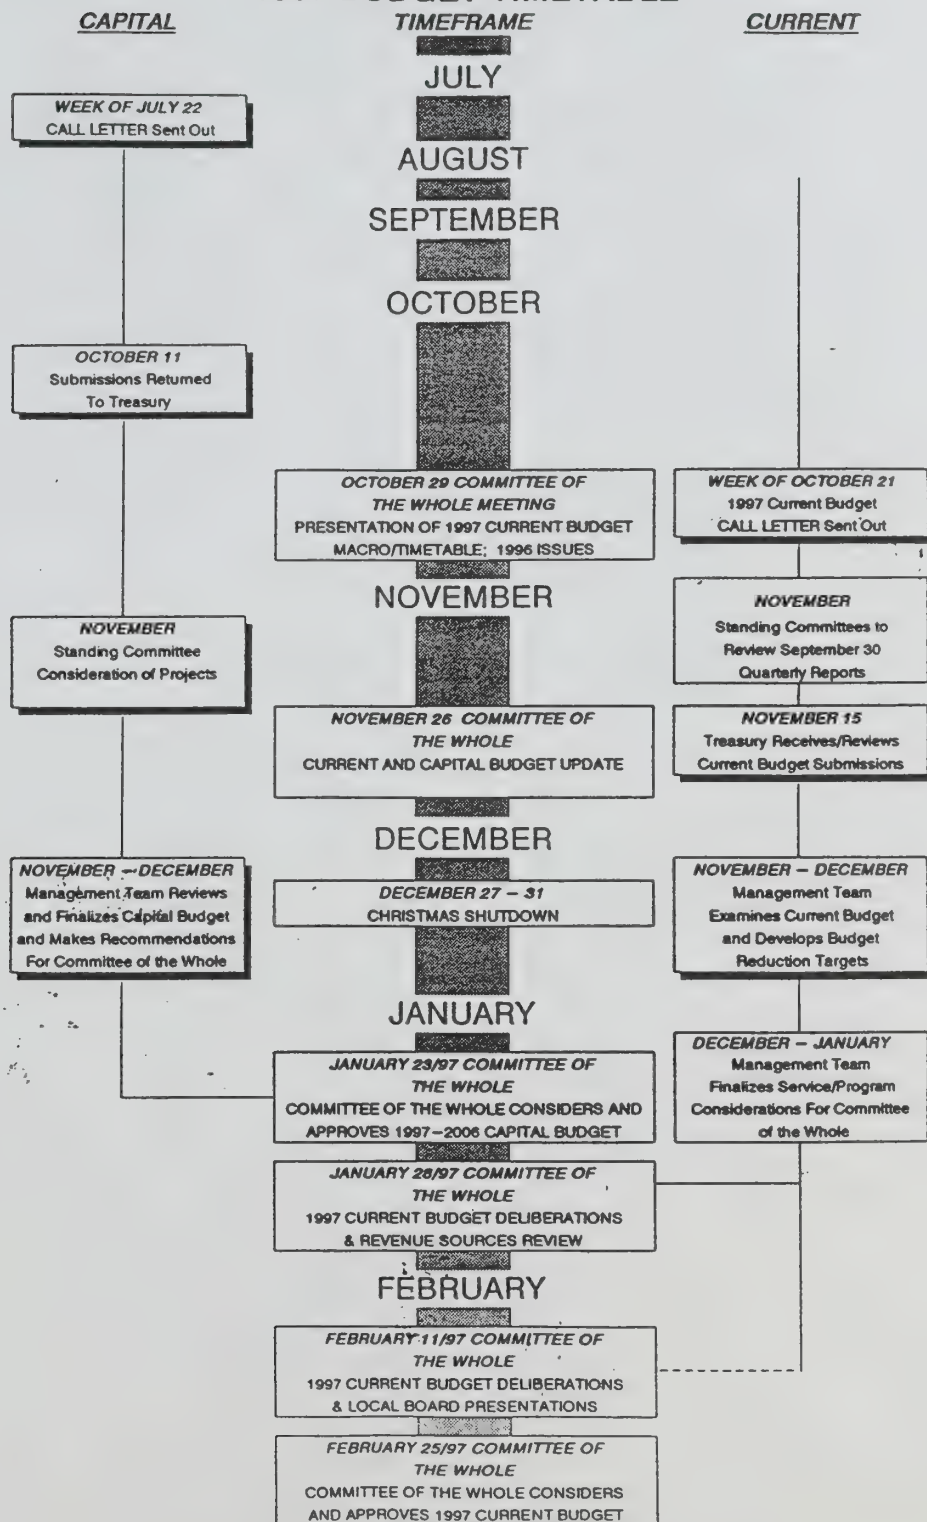 BUDGET TIMETABLE
CAPITAL
TIMEFRAME
CURRENT
JULY
WEEK OF JULY 22
CALL LETTER Sent Out
AUGUST
SEPTEMBER
OCTOBER
OCTOBER 11
Submissions Returned
To Treasury
OCTOBER 29 COMMITTEE OF
THE WHOLE MEETING
PRESENTATION OF 1997 CURRENT BUDGET
MACRO/TIMETABLE; 1996 ISSUES
WEEK OF OCTOBER 21
1997 Current Budget
CALL LETTER Sent Out
NOVEMBER
NOVEMBER
Standing Committee
Consideration of Projects
NOVEMBER
Standing Committees to
Review September 30
Quarterly Reports
NOVEMBER 26 COMMITTEE OF
THE WHOLE
CURRENT AND CAPITAL BUDGET UPDATE
NOVEMBER 15
Treasury Receives/Reviews
Current Budget Submissions
DECEMBER
NOVEMBER – DECEMBER
Management Team Reviews
and Finalizes Capital Budget
and Makes Recommendations
For Committee of the Whole
DECEMBER 27 – 31
CHRISTMAS SHUTDOWN
NOVEMBER – DECEMBER
Management Team
Examines Current Budget
and Develops Budget
Reduction Targets
JANUARY
JANUARY 23/97 COMMITTEE OF
THE WHOLE
COMMITTEE OF THE WHOLE CONSIDERS AND
APPROVES 1997–2006 CAPITAL BUDGET
DECEMBER – JANUARY
Management Team
Finalizes Service/Program
Considerations For Committee
of the Whole
JANUARY 28/97 COMMITTEE OF
THE WHOLE
1997 CURRENT BUDGET DELIBERATIONS
& REVENUE SOURCES REVIEW
FEBRUARY
FEBRUARY 11/97 COMMITTEE OF
THE WHOLE
1997 CURRENT BUDGET DELIBERATIONS
& LOCAL BOARD PRESENTATIONS
FEBRUARY 25/97 COMMITTEE OF
THE WHOLE
COMMITTEE OF THE WHOLE CONSIDERS
AND APPROVES 1997 CURRENT BUDGET